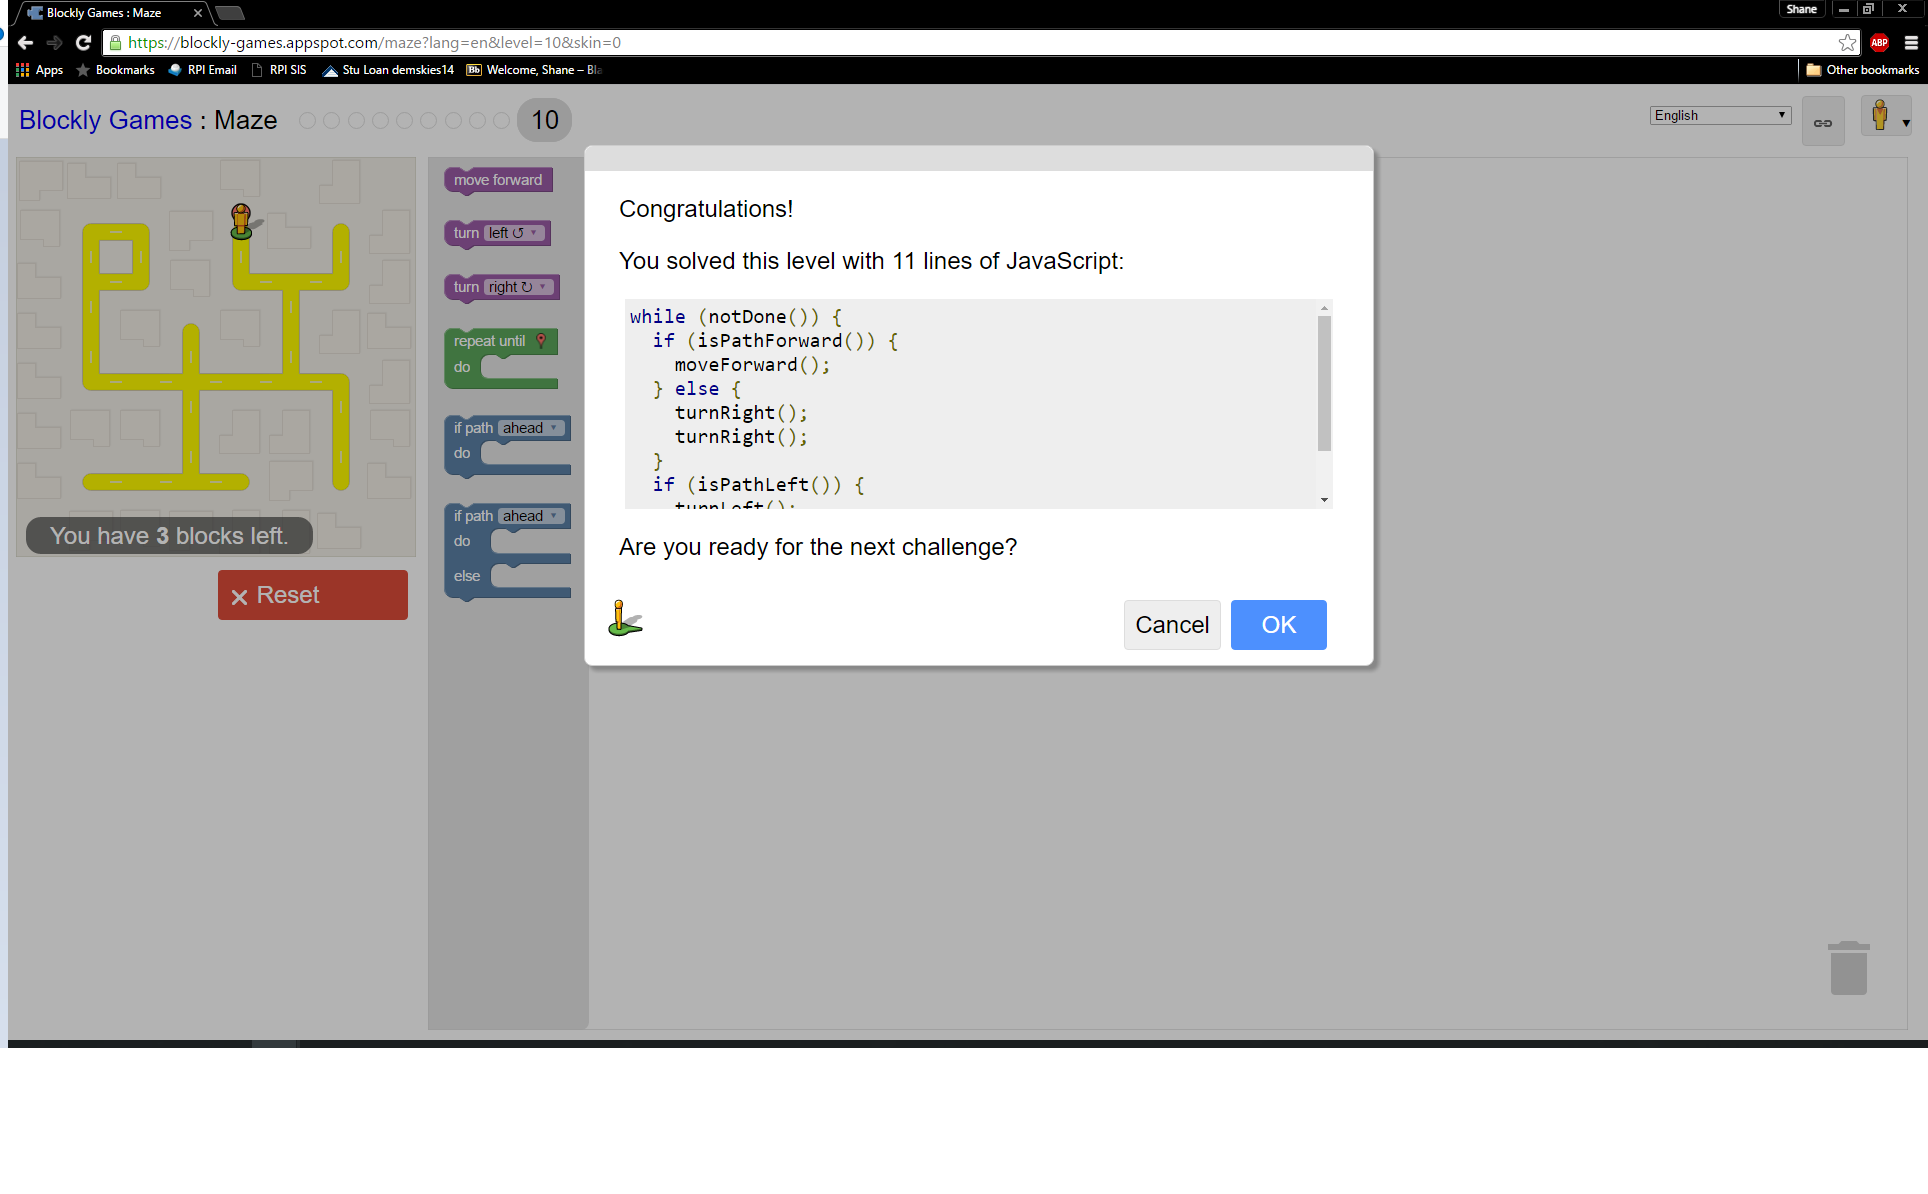 Blockly Games : Maze
Shane
https://blockly-games.appspot.com/maze?lang=en&level=10&skin=0
ABP
Apps Bookmarks RPI Email RPI SIS Stu Loan demskies14 Bb Welcome, Shane – Bla
Other bookmarks
Blockly Games : Maze 10
English
move forward
turn left ↺
turn right ↻
repeat until
do
if path ahead
do
if path ahead
do
else
You have 3 blocks left.
Reset
Congratulations!
You solved this level with 11 lines of JavaScript:
while (notDone()) {
  if (isPathForward()) {
    moveForward();
  } else {
    turnRight();
    turnRight();
  }
  if (isPathLeft()) {
    turnLeft();
Are you ready for the next challenge?
Cancel OK